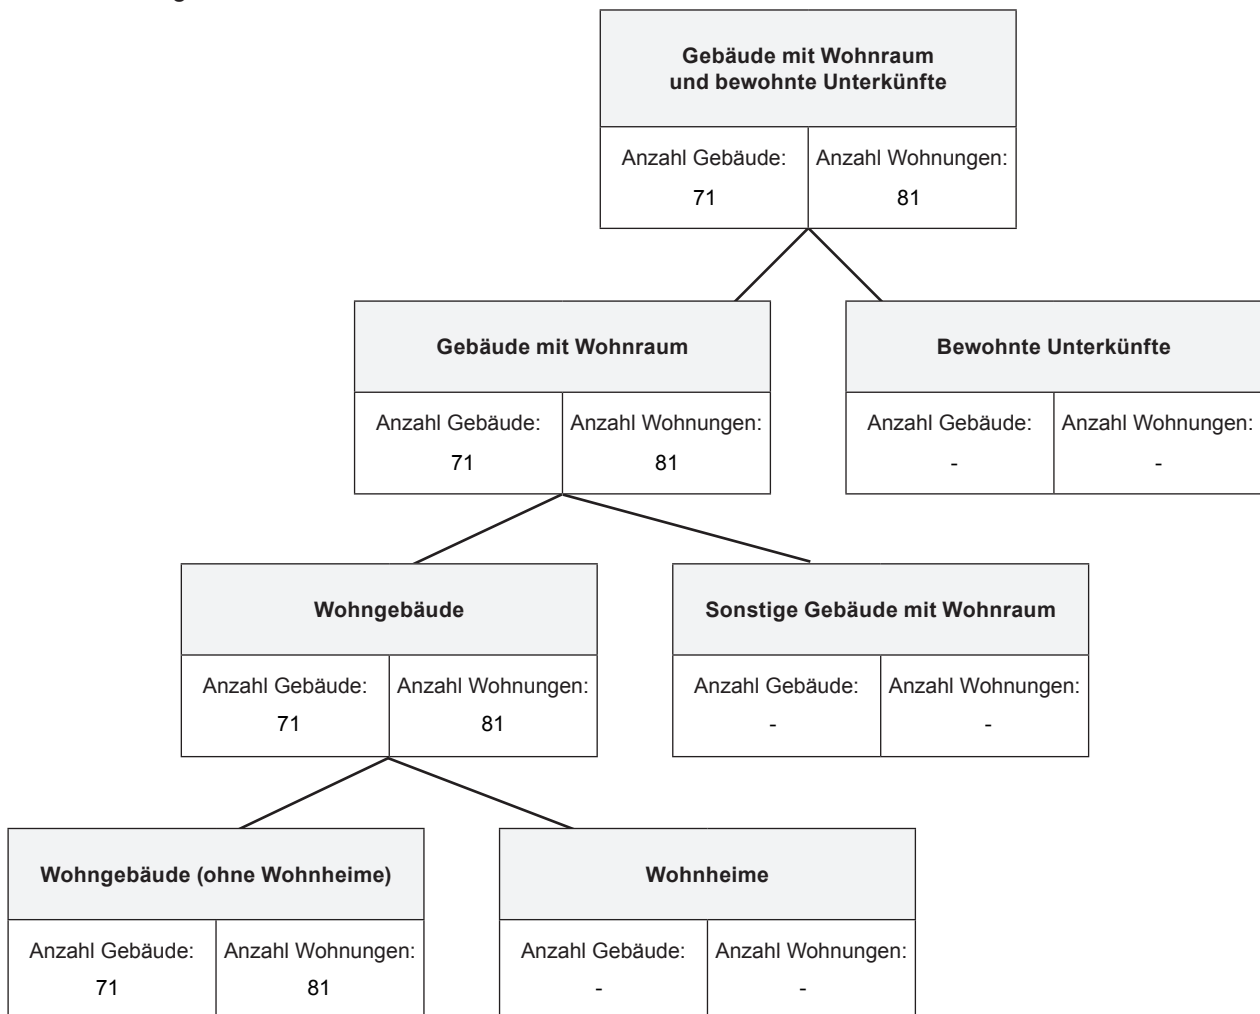 Gebäude mit Wohnraum
und bewohnte Unterkünfte
Anzahl Gebäude: Anzahl Wohnungen:
71 81
Gebäude mit Wohnraum Bewohnte Unterkünfte
Anzahl Gebäude: Anzahl Wohnungen: Anzahl Gebäude: Anzahl Wohnungen:
71 81 - -
Wohngebäude Sonstige Gebäude mit Wohnraum
Anzahl Gebäude: Anzahl Wohnungen: Anzahl Gebäude: Anzahl Wohnungen:
71 81 - -
Wohngebäude (ohne Wohnheime) Wohnheime
Anzahl Gebäude: Anzahl Wohnungen: Anzahl Gebäude: Anzahl Wohnungen:
71 81 - -